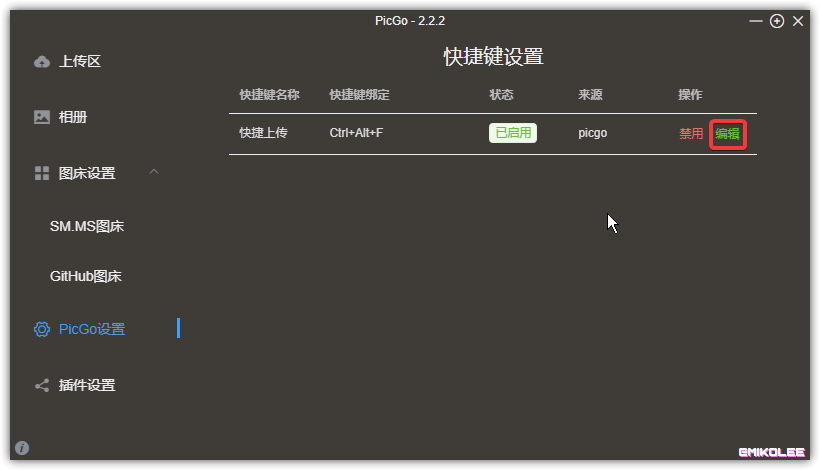 PicGo - 2.2.2
上传区
相册
图床设置
SM.MS图床
GitHub图床
PicGo设置
插件设置
快捷键设置
快捷键名称 快捷键绑定 状态 来源 操作
快捷上传 Ctrl+Alt+F 已启用 picgo 禁用 编辑
@MIKOLEE